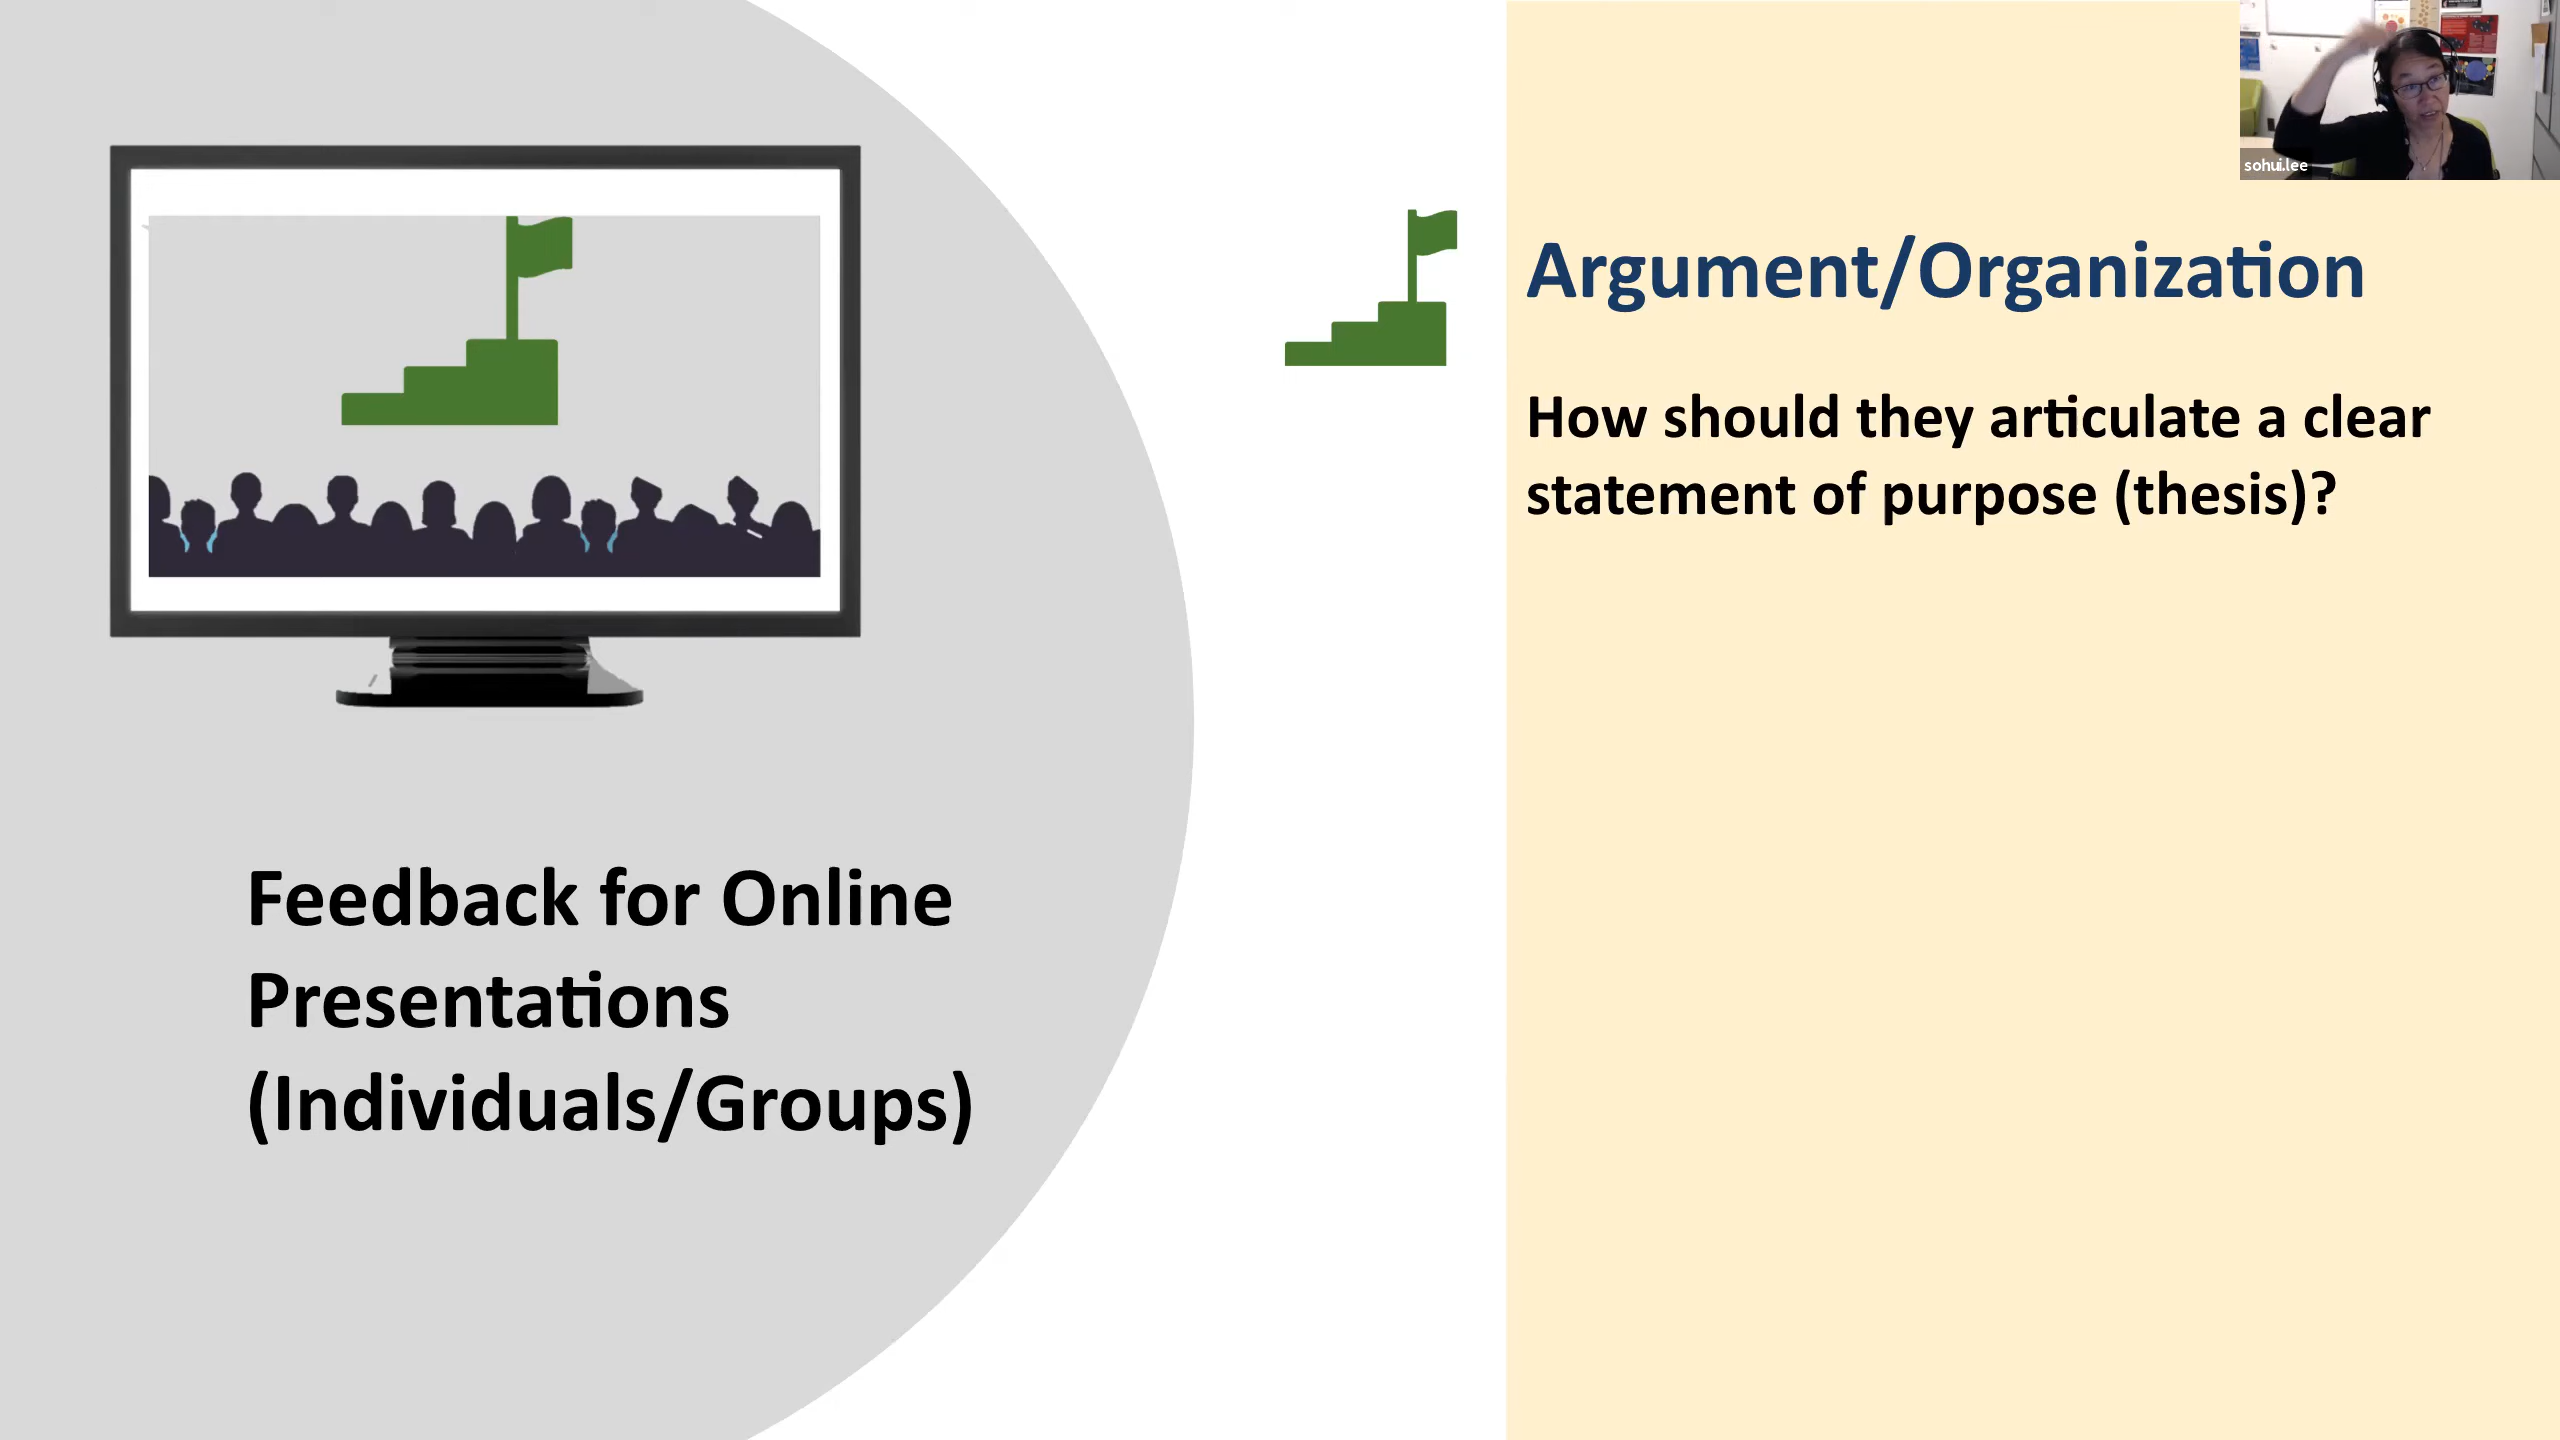 sohui.lee
Argument/Organization
How should they articulate a clear
statement of purpose (thesis)?
Feedback for Online
Presentations
(Individuals/Groups)